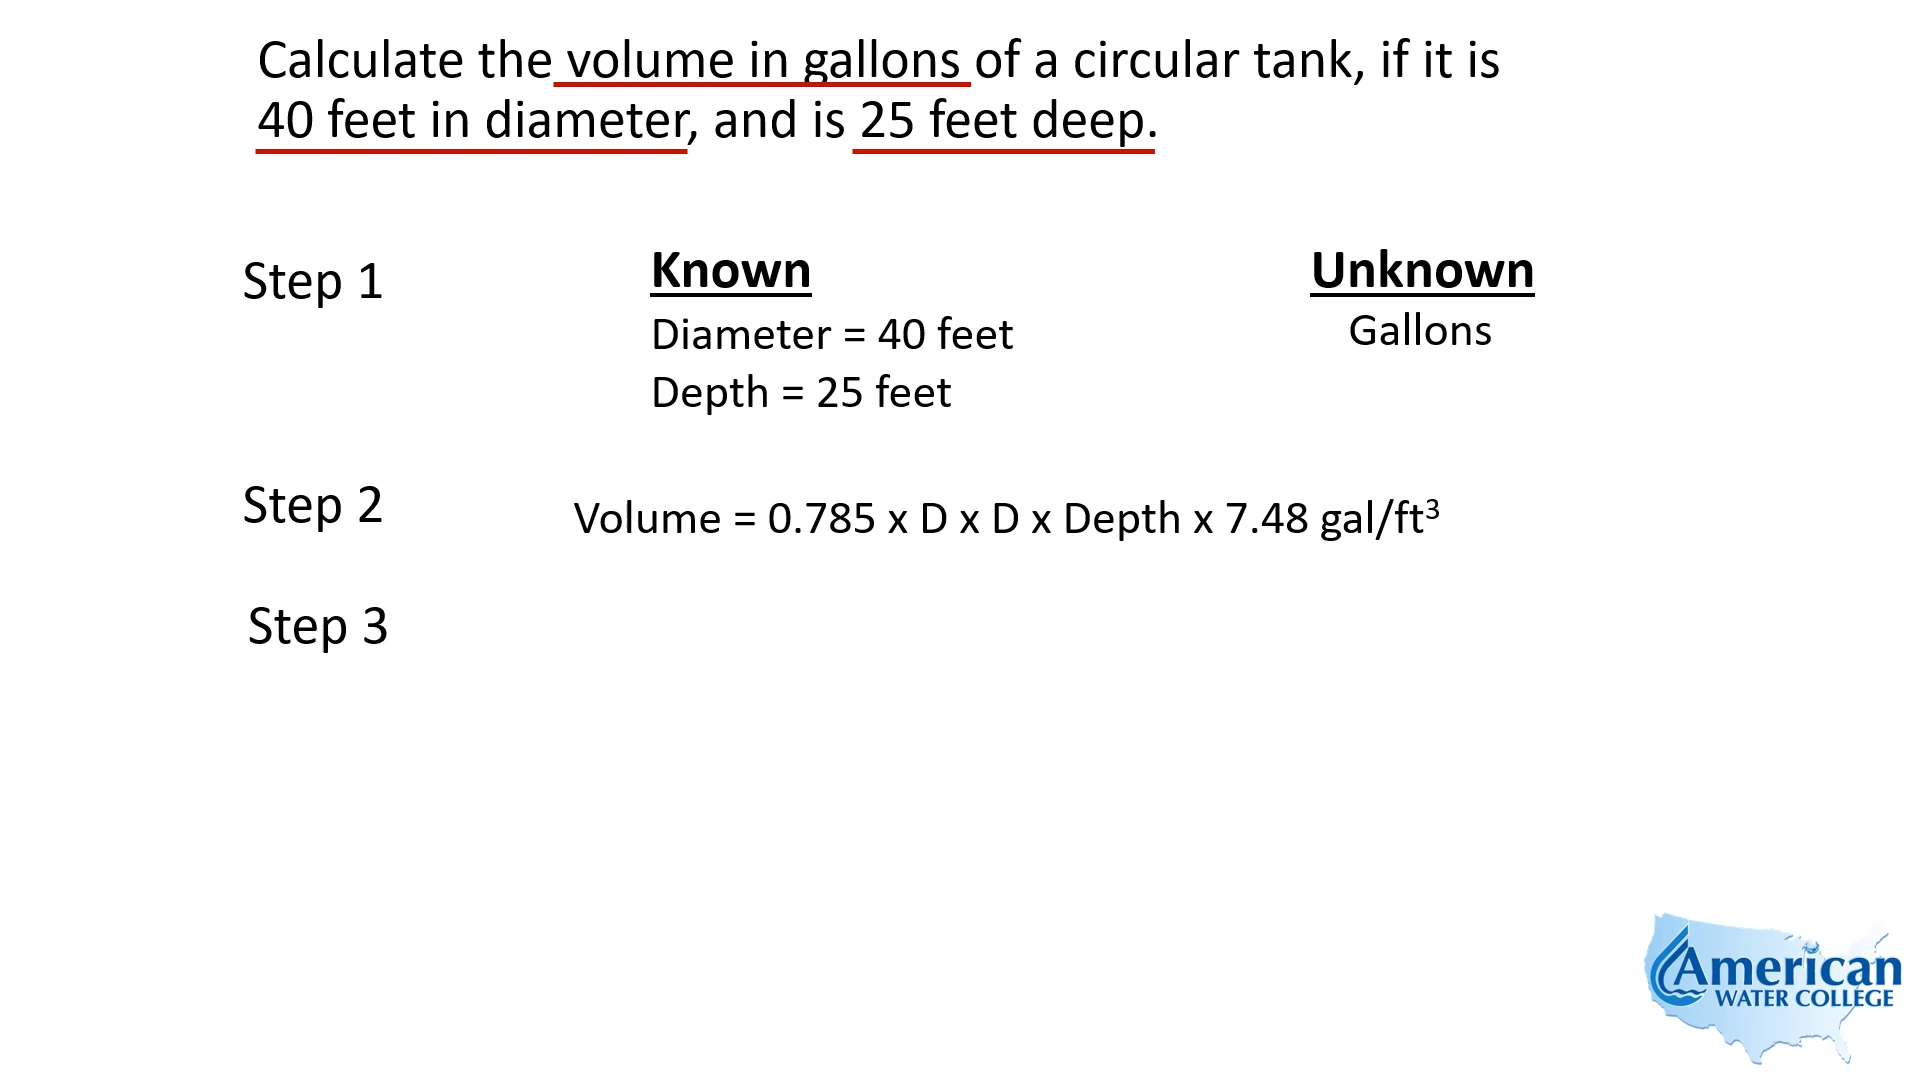 Calculate the volume in gallons of a circular tank, if it is
40 feet in diameter, and is 25 feet deep.
Step 1
Known
Unknown
Diameter = 40 feet
Gallons
Depth = 25 feet
Step 2
Volume = 0.785 x D x D x Depth x 7.48 gal/ft³
Step 3
American
WATER COLLEGE